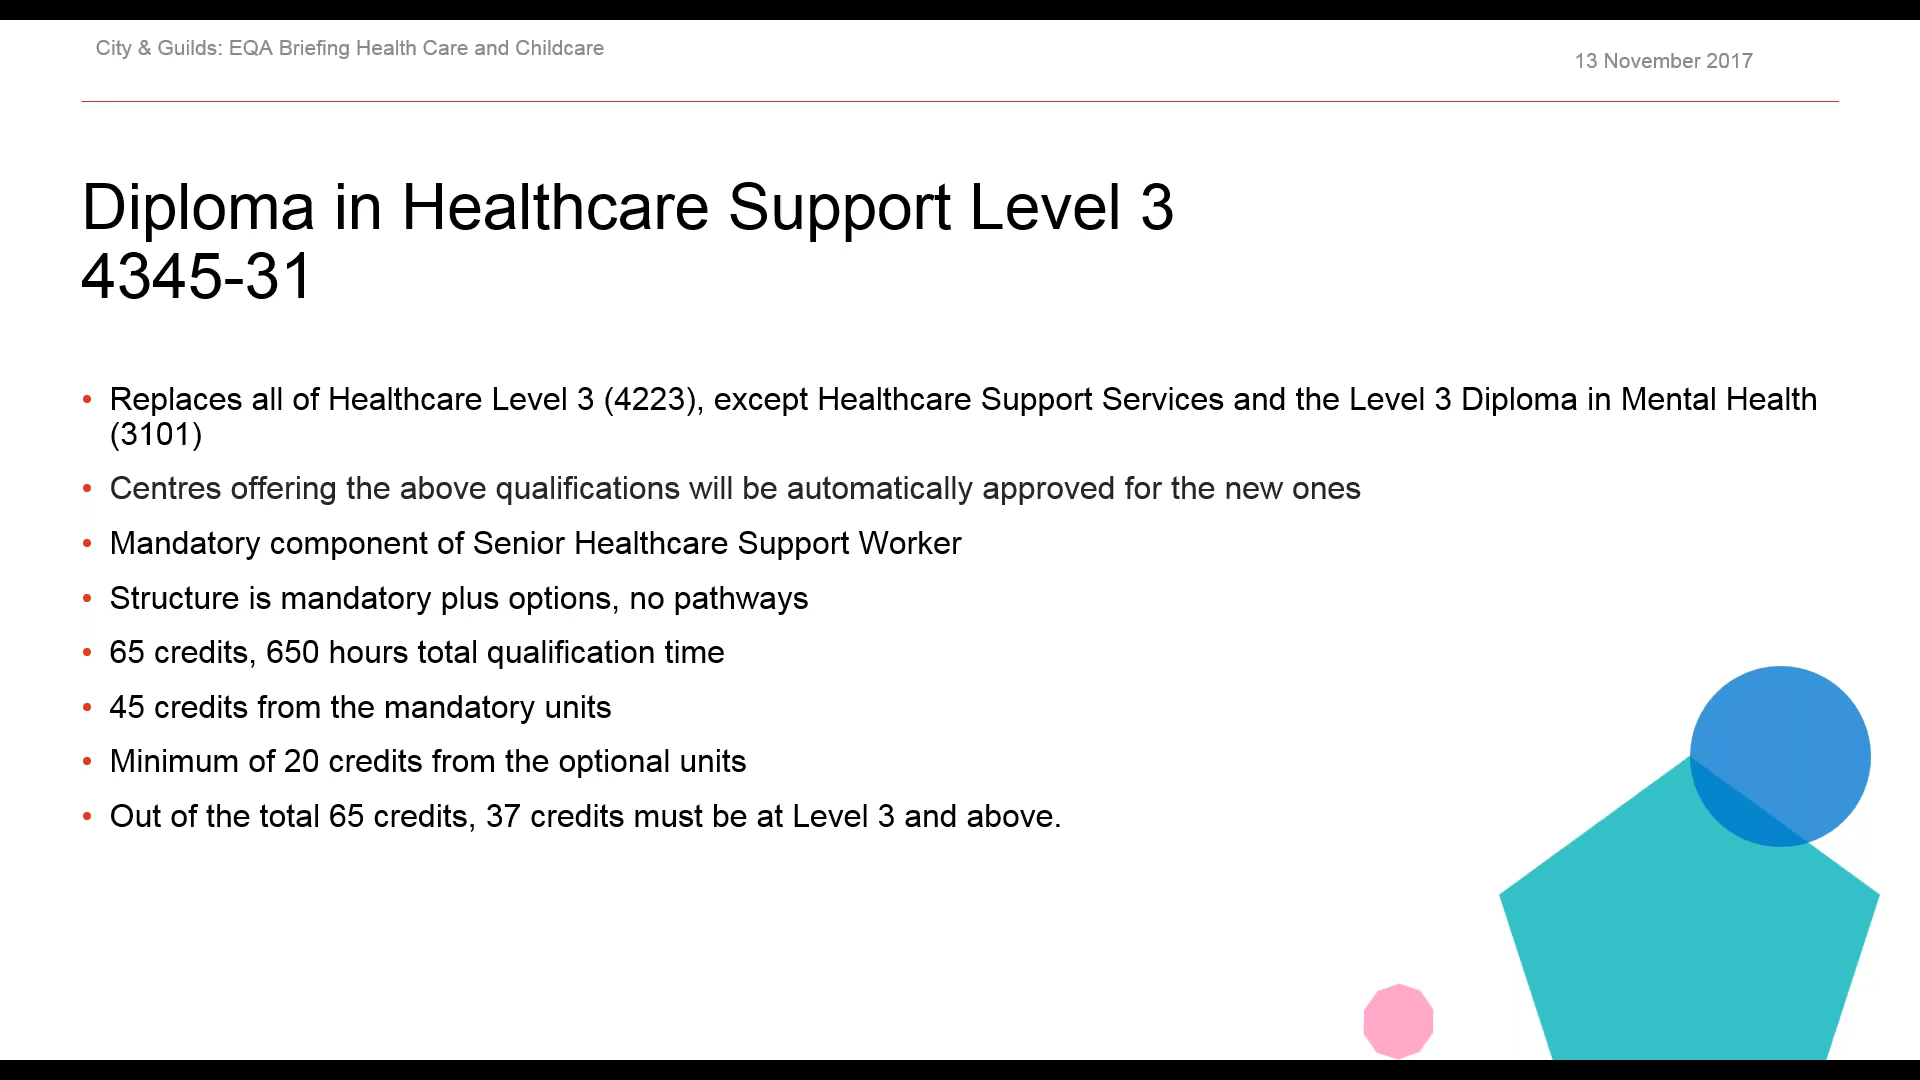 City & Guilds: EQA Briefing Health Care and Childcare
13 November 2017
Diploma in Healthcare Support Level 3
4345-31
• Replaces all of Healthcare Level 3 (4223), except Healthcare Support Services and the Level 3 Diploma in Mental Health
(3101)
• Centres offering the above qualifications will be automatically approved for the new ones
• Mandatory component of Senior Healthcare Support Worker
• Structure is mandatory plus options, no pathways
• 65 credits, 650 hours total qualification time
• 45 credits from the mandatory units
• Minimum of 20 credits from the optional units
• Out of the total 65 credits, 37 credits must be at Level 3 and above.